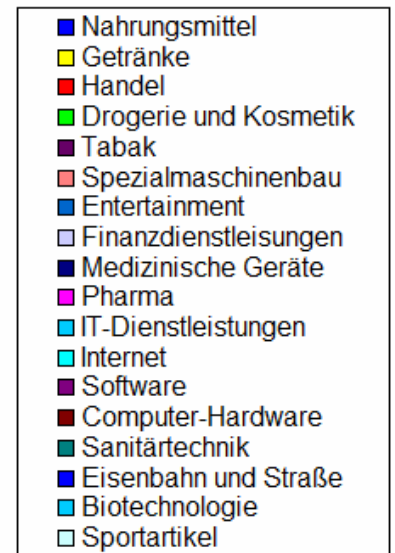 Nahrungsmittel
Getränke
Handel
Drogerie und Kosmetik
Tabak
Spezialmaschinenbau
Entertainment
Finanzdienstleisungen
Medizinische Geräte
Pharma
IT-Dienstleistungen
Internet
Software
Computer-Hardware
Sanitärtechnik
Eisenbahn und Straße
Biotechnologie
Sportartikel